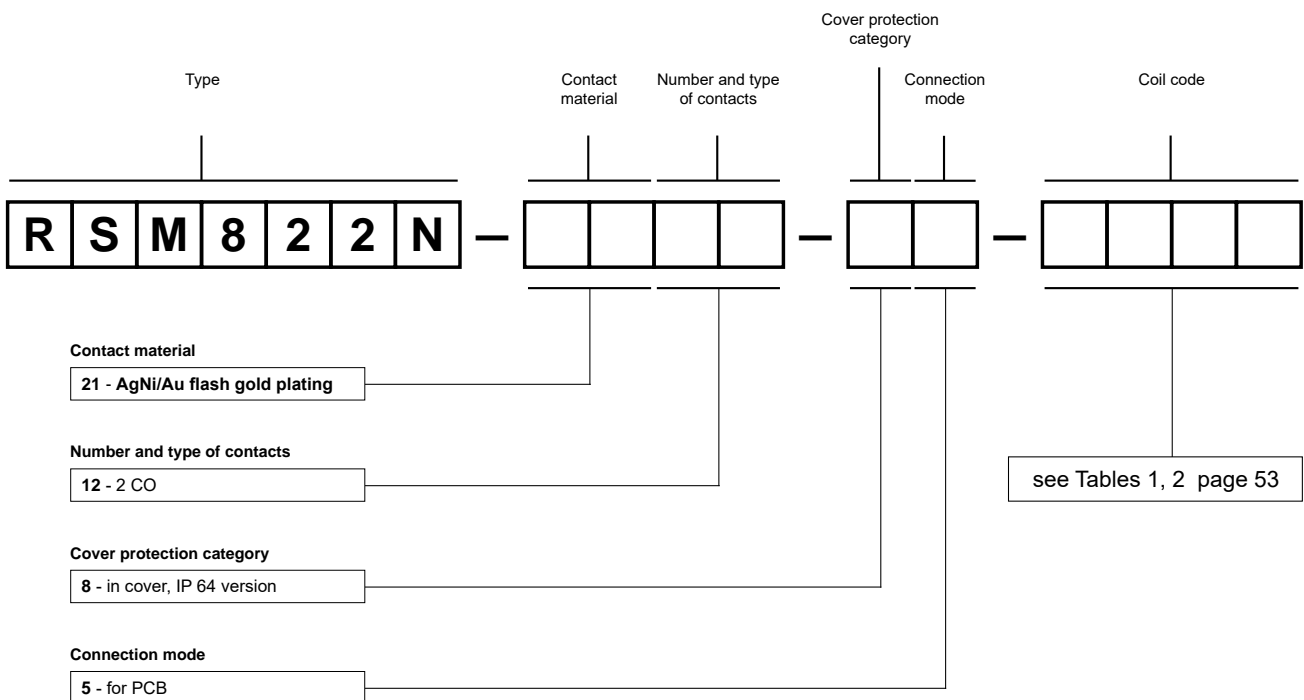 Cover protection
category
Type
Contact
material
Number and type
of contacts
Connection
mode
Coil code
R S M 8 2 2 N – –  –
Contact material
21 - AgNi/Au flash gold plating
Number and type of contacts
12 - 2 CO
see Tables 1, 2 page 53
Cover protection category
8 - in cover, IP 64 version
Connection mode
5 - for PCB